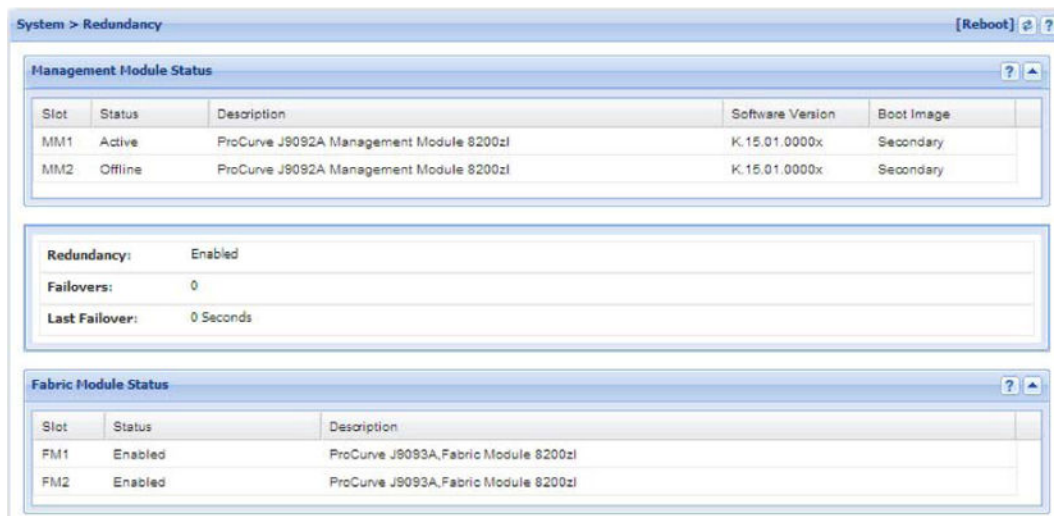 System > Redundancy [Reboot] ?
Management Module Status ?
Slot Status Description Software Version Boot Image
MM1 Active ProCurve J9092A Management Module 8200zl K.15.01.0000x Secondary
MM2 Offline ProCurve J9092A Management Module 8200zl K.15.01.0000x Secondary
Redundancy: Enabled
Failovers: 0
Last Failover: 0 Seconds
Fabric Module Status ?
Slot Status Description
FM1 Enabled ProCurve J9093A,Fabric Module 8200zl
FM2 Enabled ProCurve J9093A,Fabric Module 8200zl